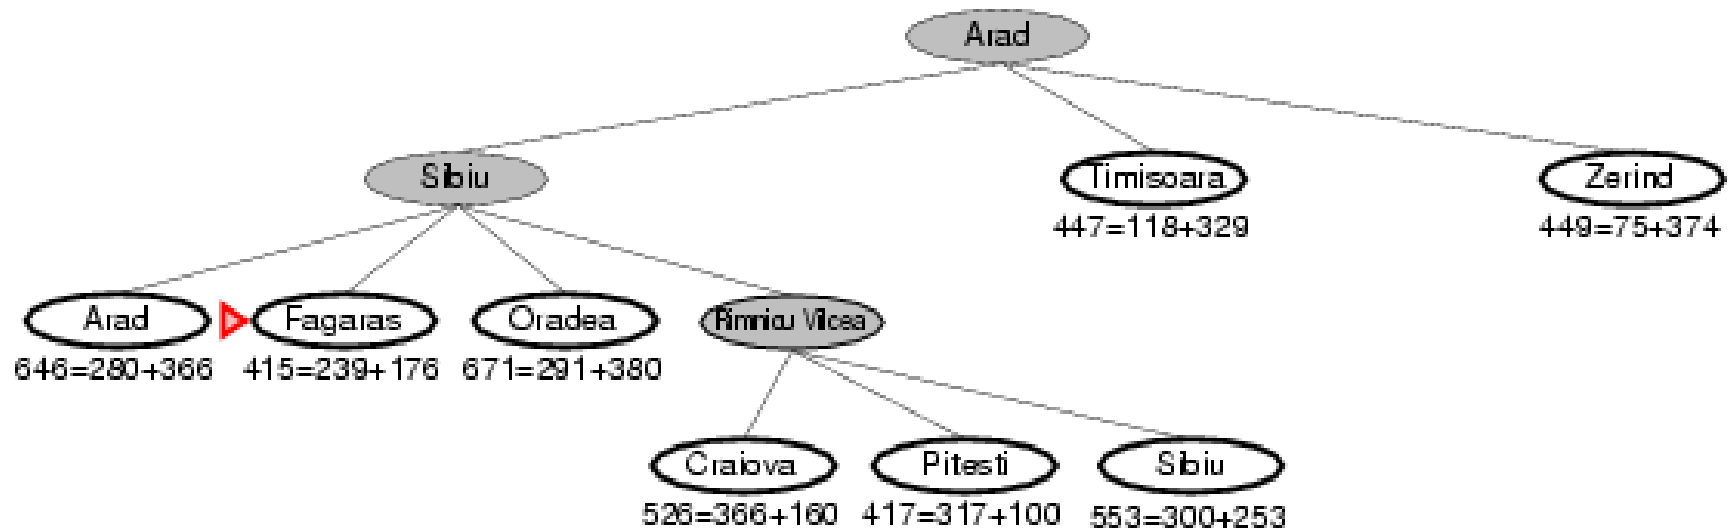 Arad
Sibiu
Timisoara
Zerind
447=118+329
449=75+374
Arad
Fagaras
Oradea
Rimnicu Vilcea
646=280+366
415=239+176
671=291+380
Craiova
Pitesti
Sibiu
526=366+160
417=317+100
553=300+253